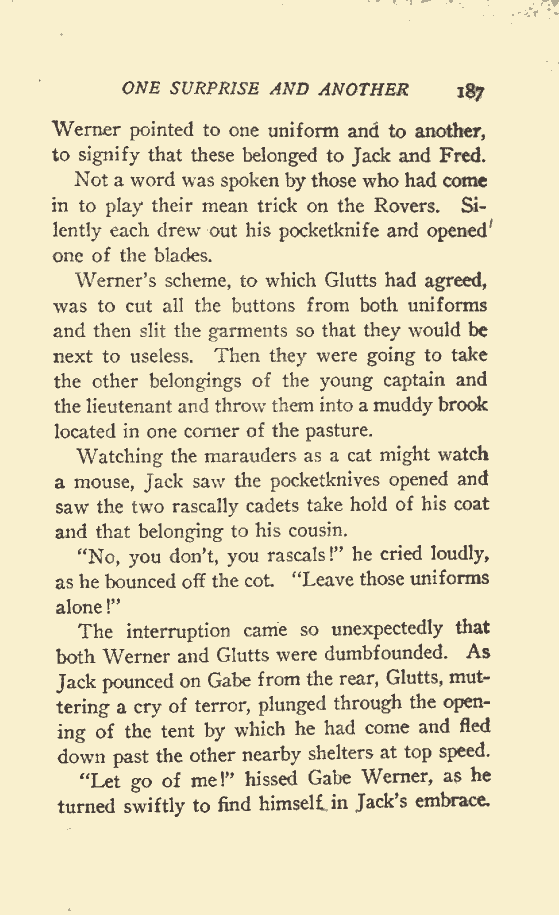 ONE SURPRISE AND ANOTHER 187
Werner pointed to one uniform and to another,
to signify that these belonged to Jack and Fred.
Not a word was spoken by those who had come
in to play their mean trick on the Rovers. Si-
lently each drew out his pocketknife and opened
one of the blades.
Werner's scheme, to which Glutts had agreed,
was to cut all the buttons from both uniforms
and then slit the garments so that they would be
next to useless. Then they were going to take
the other belongings of the young captain and
the lieutenant and throw them into a muddy brook
located in one corner of the pasture.
Watching the marauders as a cat might watch
a mouse, Jack saw the pocketknives opened and
saw the two rascally cadets take hold of his coat
and that belonging to his cousin.
"No, you don't, you rascals!" he cried loudly,
as he bounced off the cot. "Leave those uniforms
alone!"
The interruption came so unexpectedly that
both Werner and Glutts were dumbfounded. As
Jack pounced on Gabe from the rear, Glutts, mut-
tering a cry of terror, plunged through the open-
ing of the tent by which he had come and fled
down past the other nearby shelters at top speed.
"Let go of me!" hissed Gabe Werner, as he
turned swiftly to find himself in Jack's embrace.